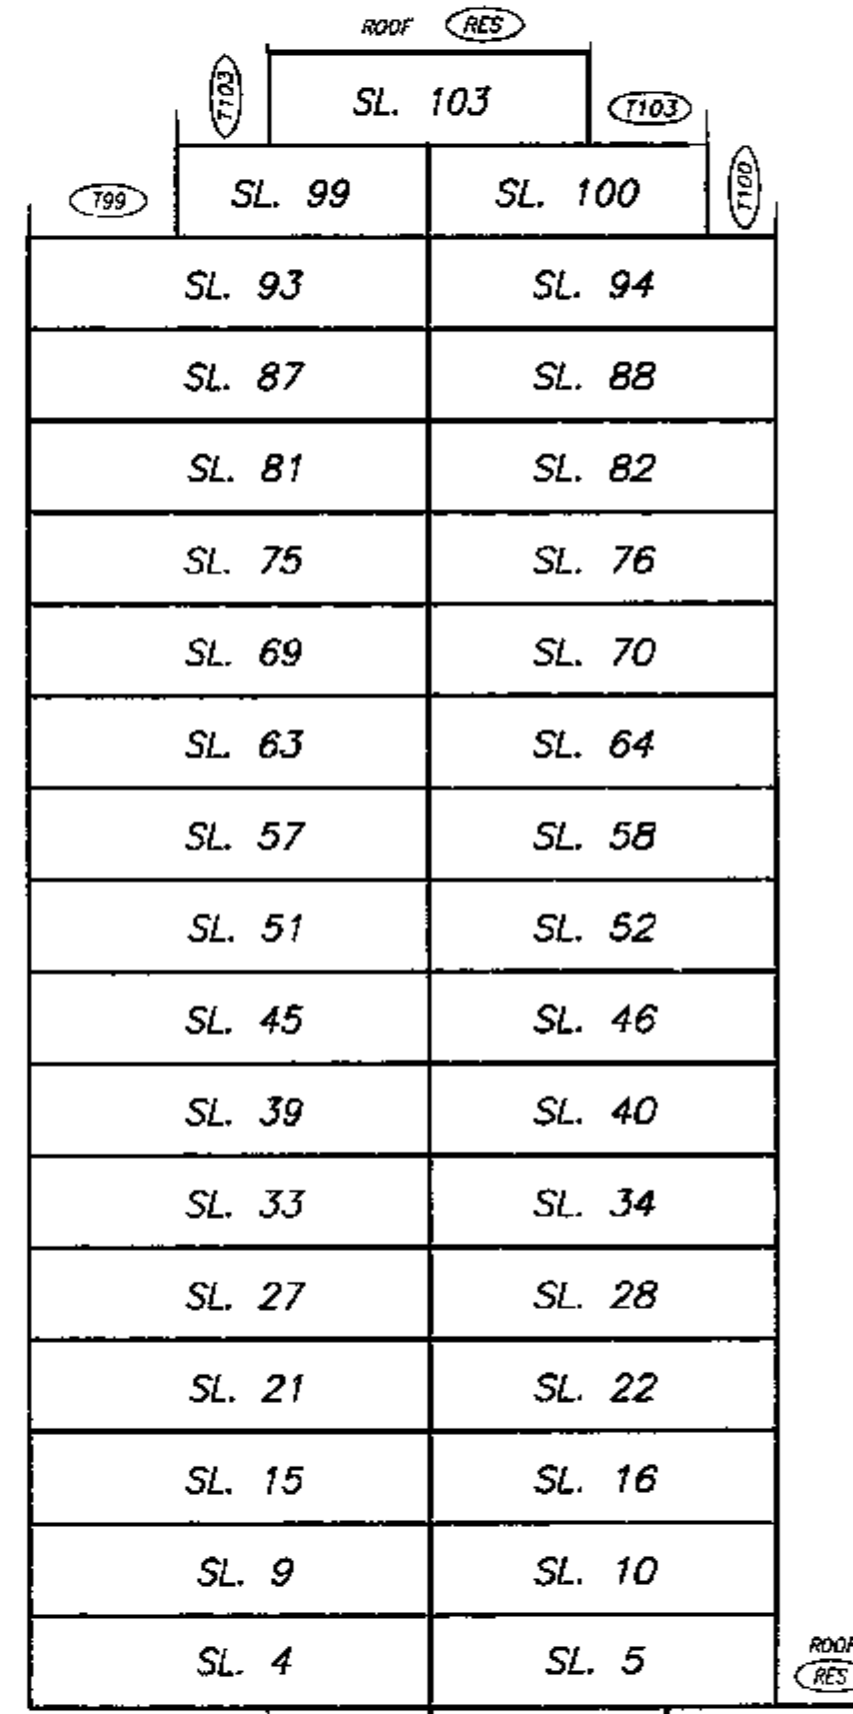 ROOF RES
T103 SL. 103 T103
T99 SL. 99 SL. 100 T100
SL. 93 SL. 94
SL. 87 SL. 88
SL. 81 SL. 82
SL. 75 SL. 76
SL. 69 SL. 70
SL. 63 SL. 64
SL. 57 SL. 58
SL. 51 SL. 52
SL. 45 SL. 46
SL. 39 SL. 40
SL. 33 SL. 34
SL. 27 SL. 28
SL. 21 SL. 22
SL. 15 SL. 16
SL. 9 SL. 10
SL. 4 SL. 5
ROOF
RES